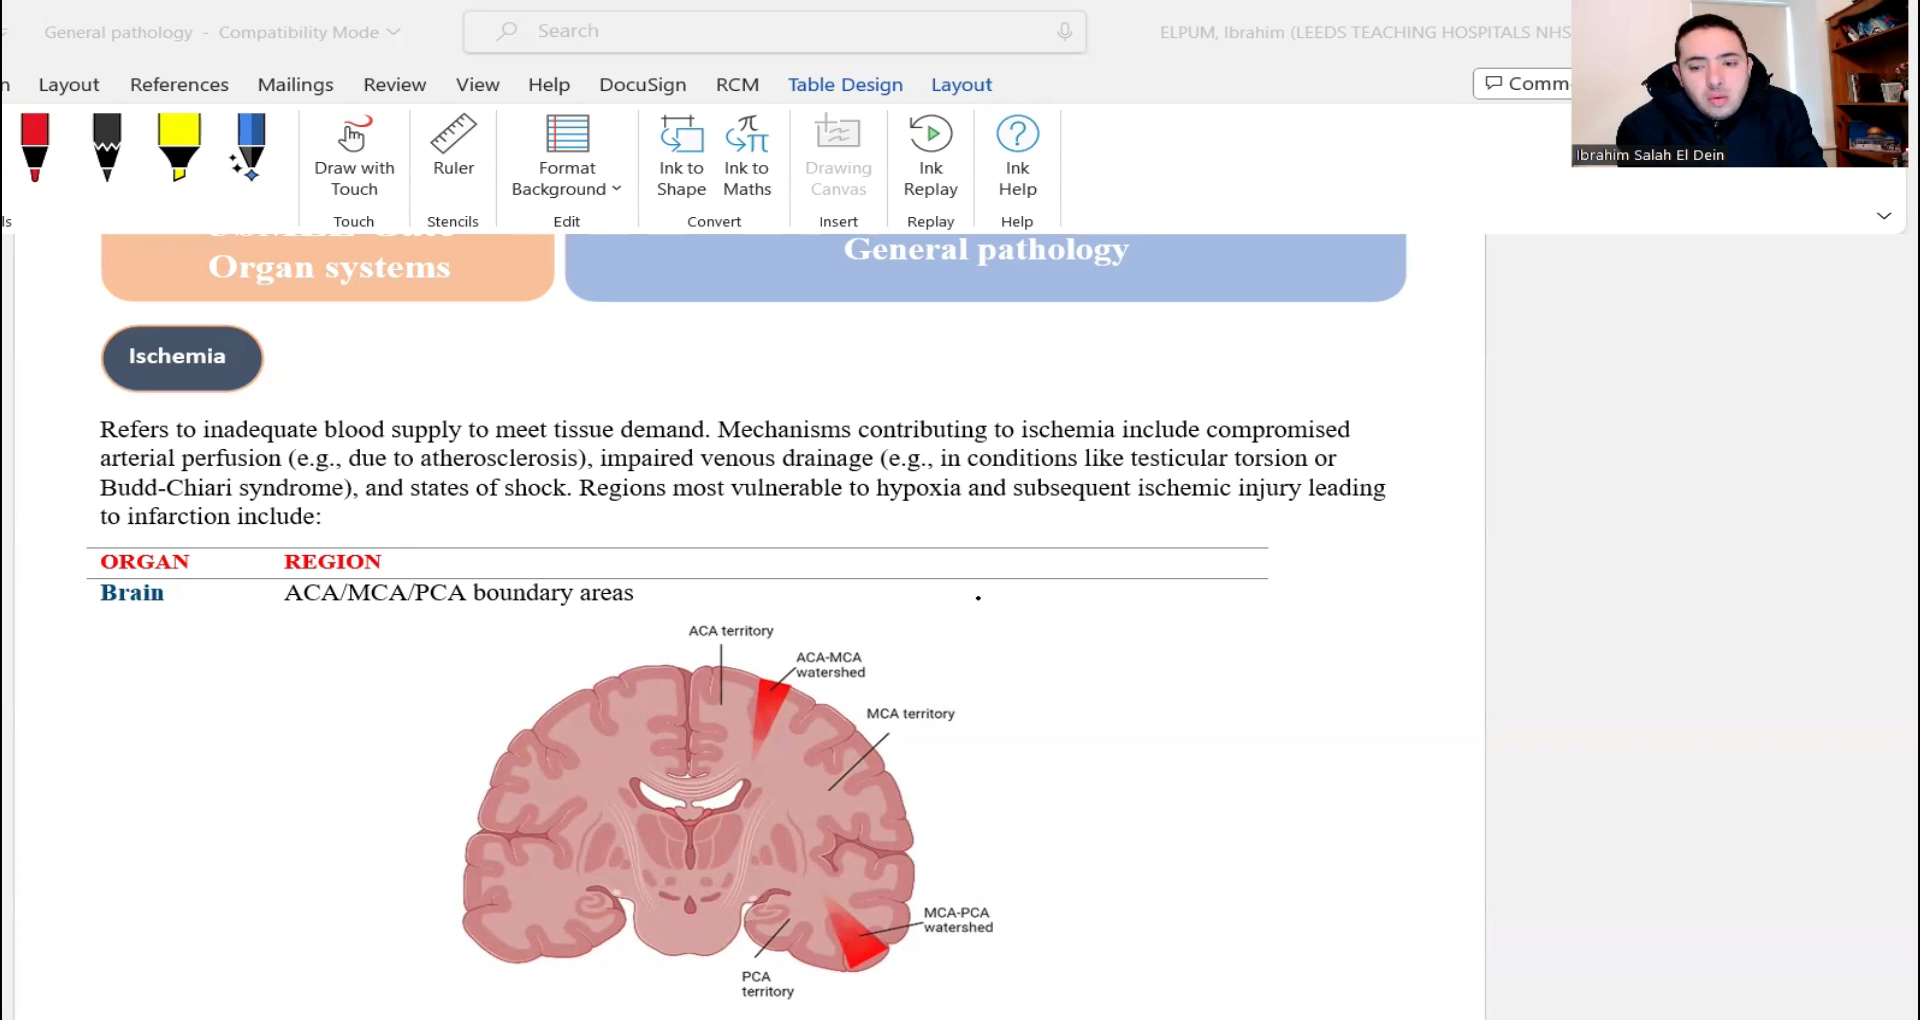 General pathology - Compatibility Mode
Search
ELPUM, Ibrahim (LEEDS TEACHING HOSPITALS NHS
Layout References Mailings Review View Help DocuSign RCM Table Design Layout
Comm
Draw with Touch
Ruler
Format Background
Ink to Shape
Ink to Maths
Drawing Canvas
Ink Replay
Ink Help
ls
Touch Stencils Edit Convert Insert Replay Help
Ibrahim Salah El Dein
Organ systems
General pathology
Ischemia
Refers to inadequate blood supply to meet tissue demand. Mechanisms contributing to ischemia include compromised
arterial perfusion (e.g., due to atherosclerosis), impaired venous drainage (e.g., in conditions like testicular torsion or
Budd-Chiari syndrome), and states of shock. Regions most vulnerable to hypoxia and subsequent ischemic injury leading
to infarction include:
ORGAN REGION
Brain ACA/MCA/PCA boundary areas
ACA territory
ACA-MCA
watershed
MCA territory
MCA-PCA
watershed
PCA
territory